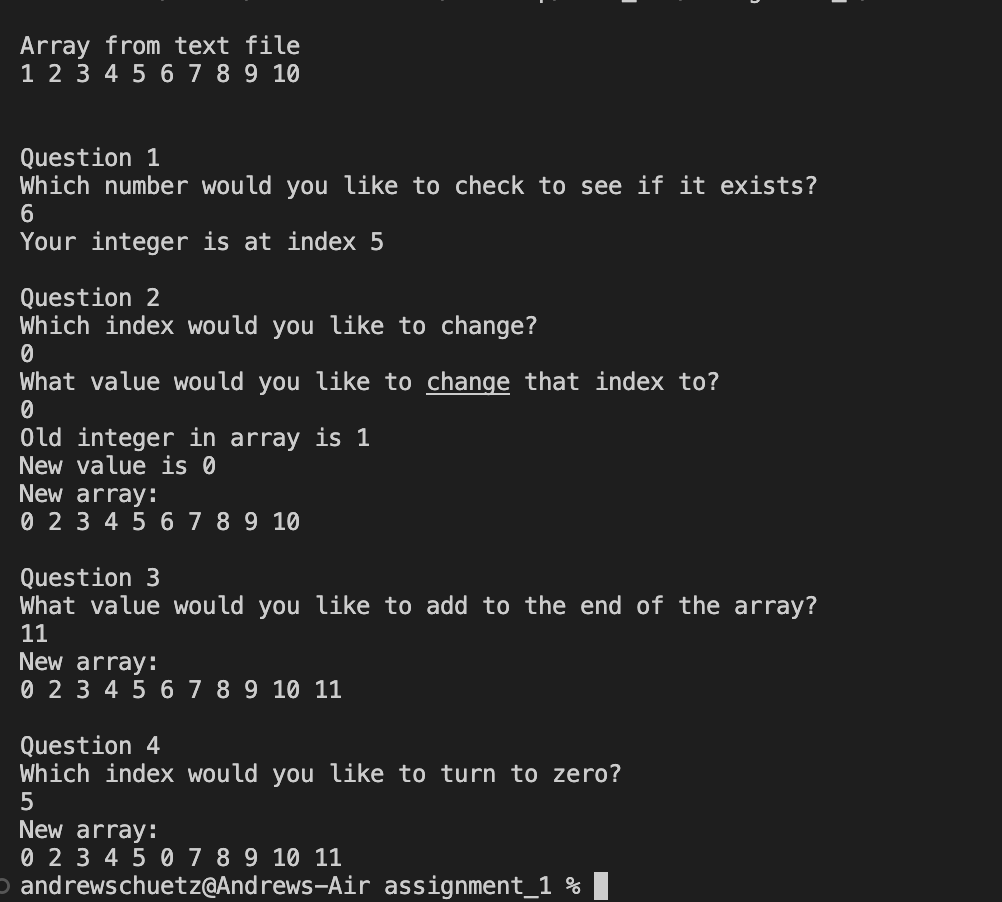 Array from text file
1 2 3 4 5 6 7 8 9 10
Question 1
Which number would you like to check to see if it exists?
6
Your integer is at index 5
Question 2
Which index would you like to change?
0
What value would you like to change that index to?
0
Old integer in array is 1
New value is 0
New array:
0 2 3 4 5 6 7 8 9 10
Question 3
What value would you like to add to the end of the array?
11
New array:
0 2 3 4 5 6 7 8 9 10 11
Question 4
Which index would you like to turn to zero?
5
New array:
0 2 3 4 5 0 7 8 9 10 11
andrewschuetz@Andrews-Air assignment_1 %